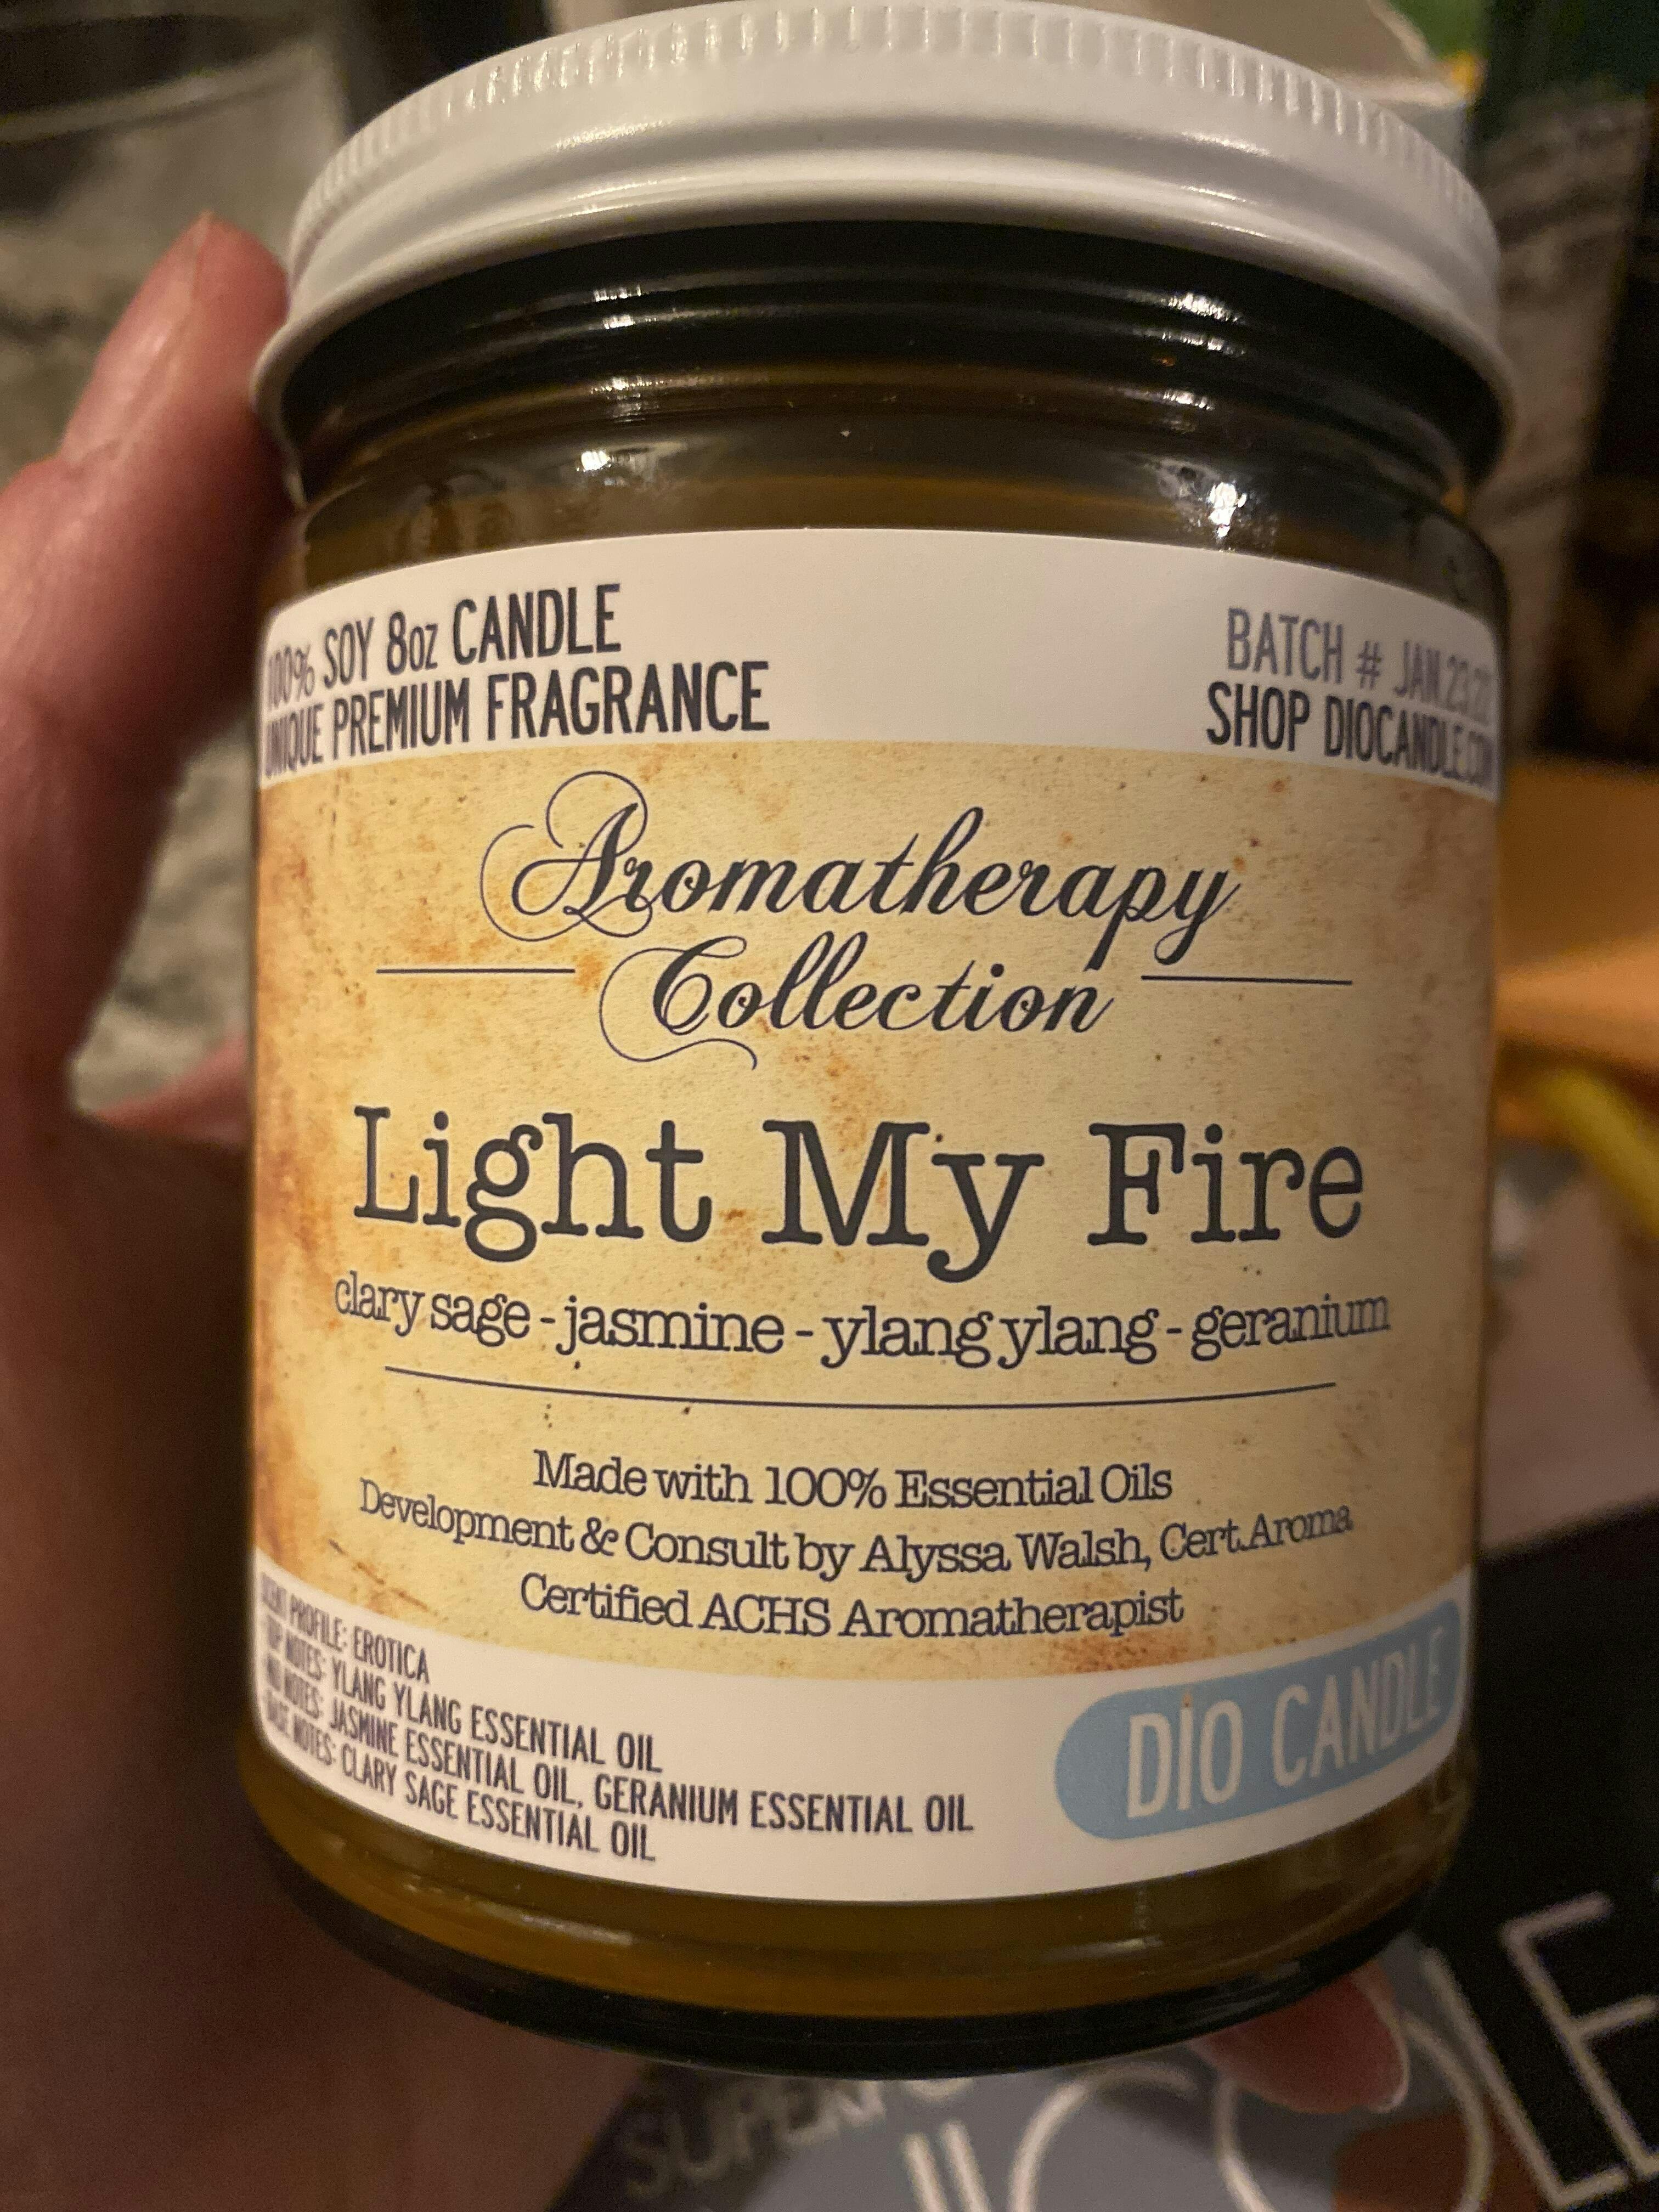 100% SOY 8oz CANDLE
UNIQUE PREMIUM FRAGRANCE
BATCH # JAN.23.22
SHOP DIOCANDLE.COM
Aromatherapy
Collection
Light My Fire
clary sage - jasmine - ylang ylang - geranium
Made with 100% Essential Oils
Development & Consult by Alyssa Walsh, Cert.Aroma
Certified ACHS Aromatherapist
SCENT PROFILE: EROTICA
TOP NOTES: YLANG YLANG ESSENTIAL OIL
MID NOTES: JASMINE ESSENTIAL OIL, GERANIUM ESSENTIAL OIL
BASE NOTES: CLARY SAGE ESSENTIAL OIL
DIO CANDLE